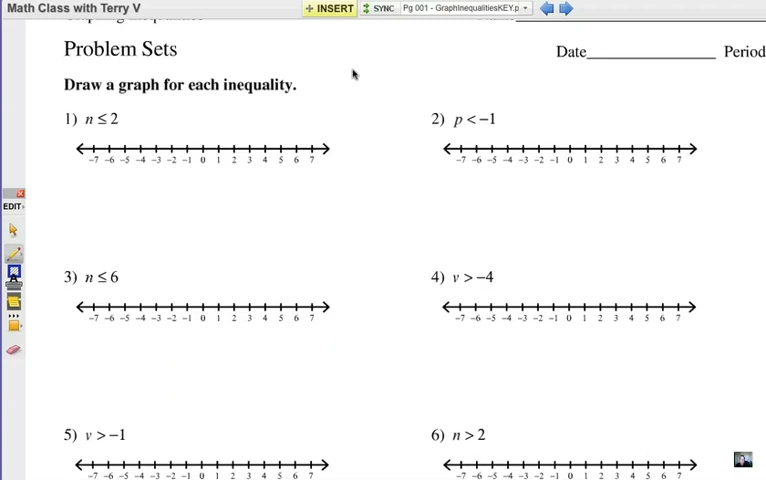 Math Class with Terry V
INSERT
SYNC
Pg 001 - GraphInequalitiesKEY.p
Problem Sets
Date______________ Period
Draw a graph for each inequality.
1) n ≤ 2
2) p < −1
−7 −6 −5 −4 −3 −2 −1 0 1 2 3 4 5 6 7
−7 −6 −5 −4 −3 −2 −1 0 1 2 3 4 5 6 7
EDIT
3) n ≤ 6
4) v > −4
−7 −6 −5 −4 −3 −2 −1 0 1 2 3 4 5 6 7
−7 −6 −5 −4 −3 −2 −1 0 1 2 3 4 5 6 7
5) v > −1
6) n > 2
−7 −6 −5 −4 −3 −2 −1 0 1 2 3 4 5 6 7
−7 −6 −5 −4 −3 −2 −1 0 1 2 3 4 5 6 7